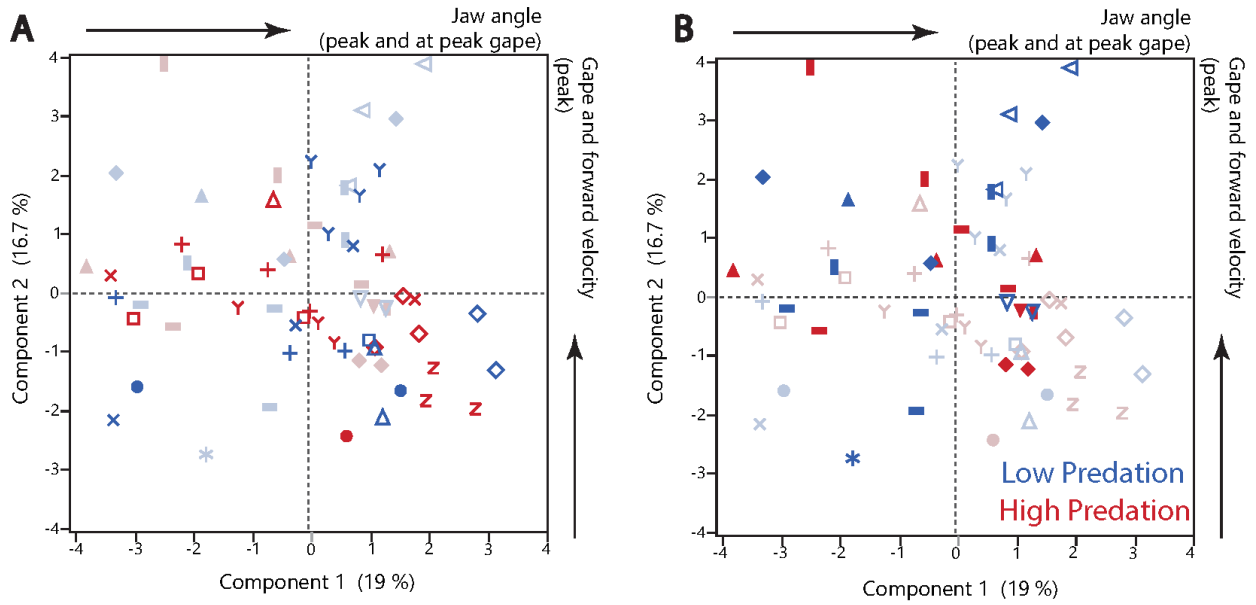 A
Jaw angle
(peak and at peak gape)
Gape and forward velocity
(peak)
Component 2 (16.7 %)
4
3
2
1
0
-1
-2
-3
-4
-4
-3
-2
-1
0
1
2
3
4
Component 1 (19 %)
B
Jaw angle
(peak and at peak gape)
Gape and forward velocity
(peak)
Component 2 (16.7 %)
4
3
2
1
0
-1
-2
-3
-4
Low Predation
High Predation
-4
-3
-2
-1
0
1
2
3
4
Component 1 (19 %)